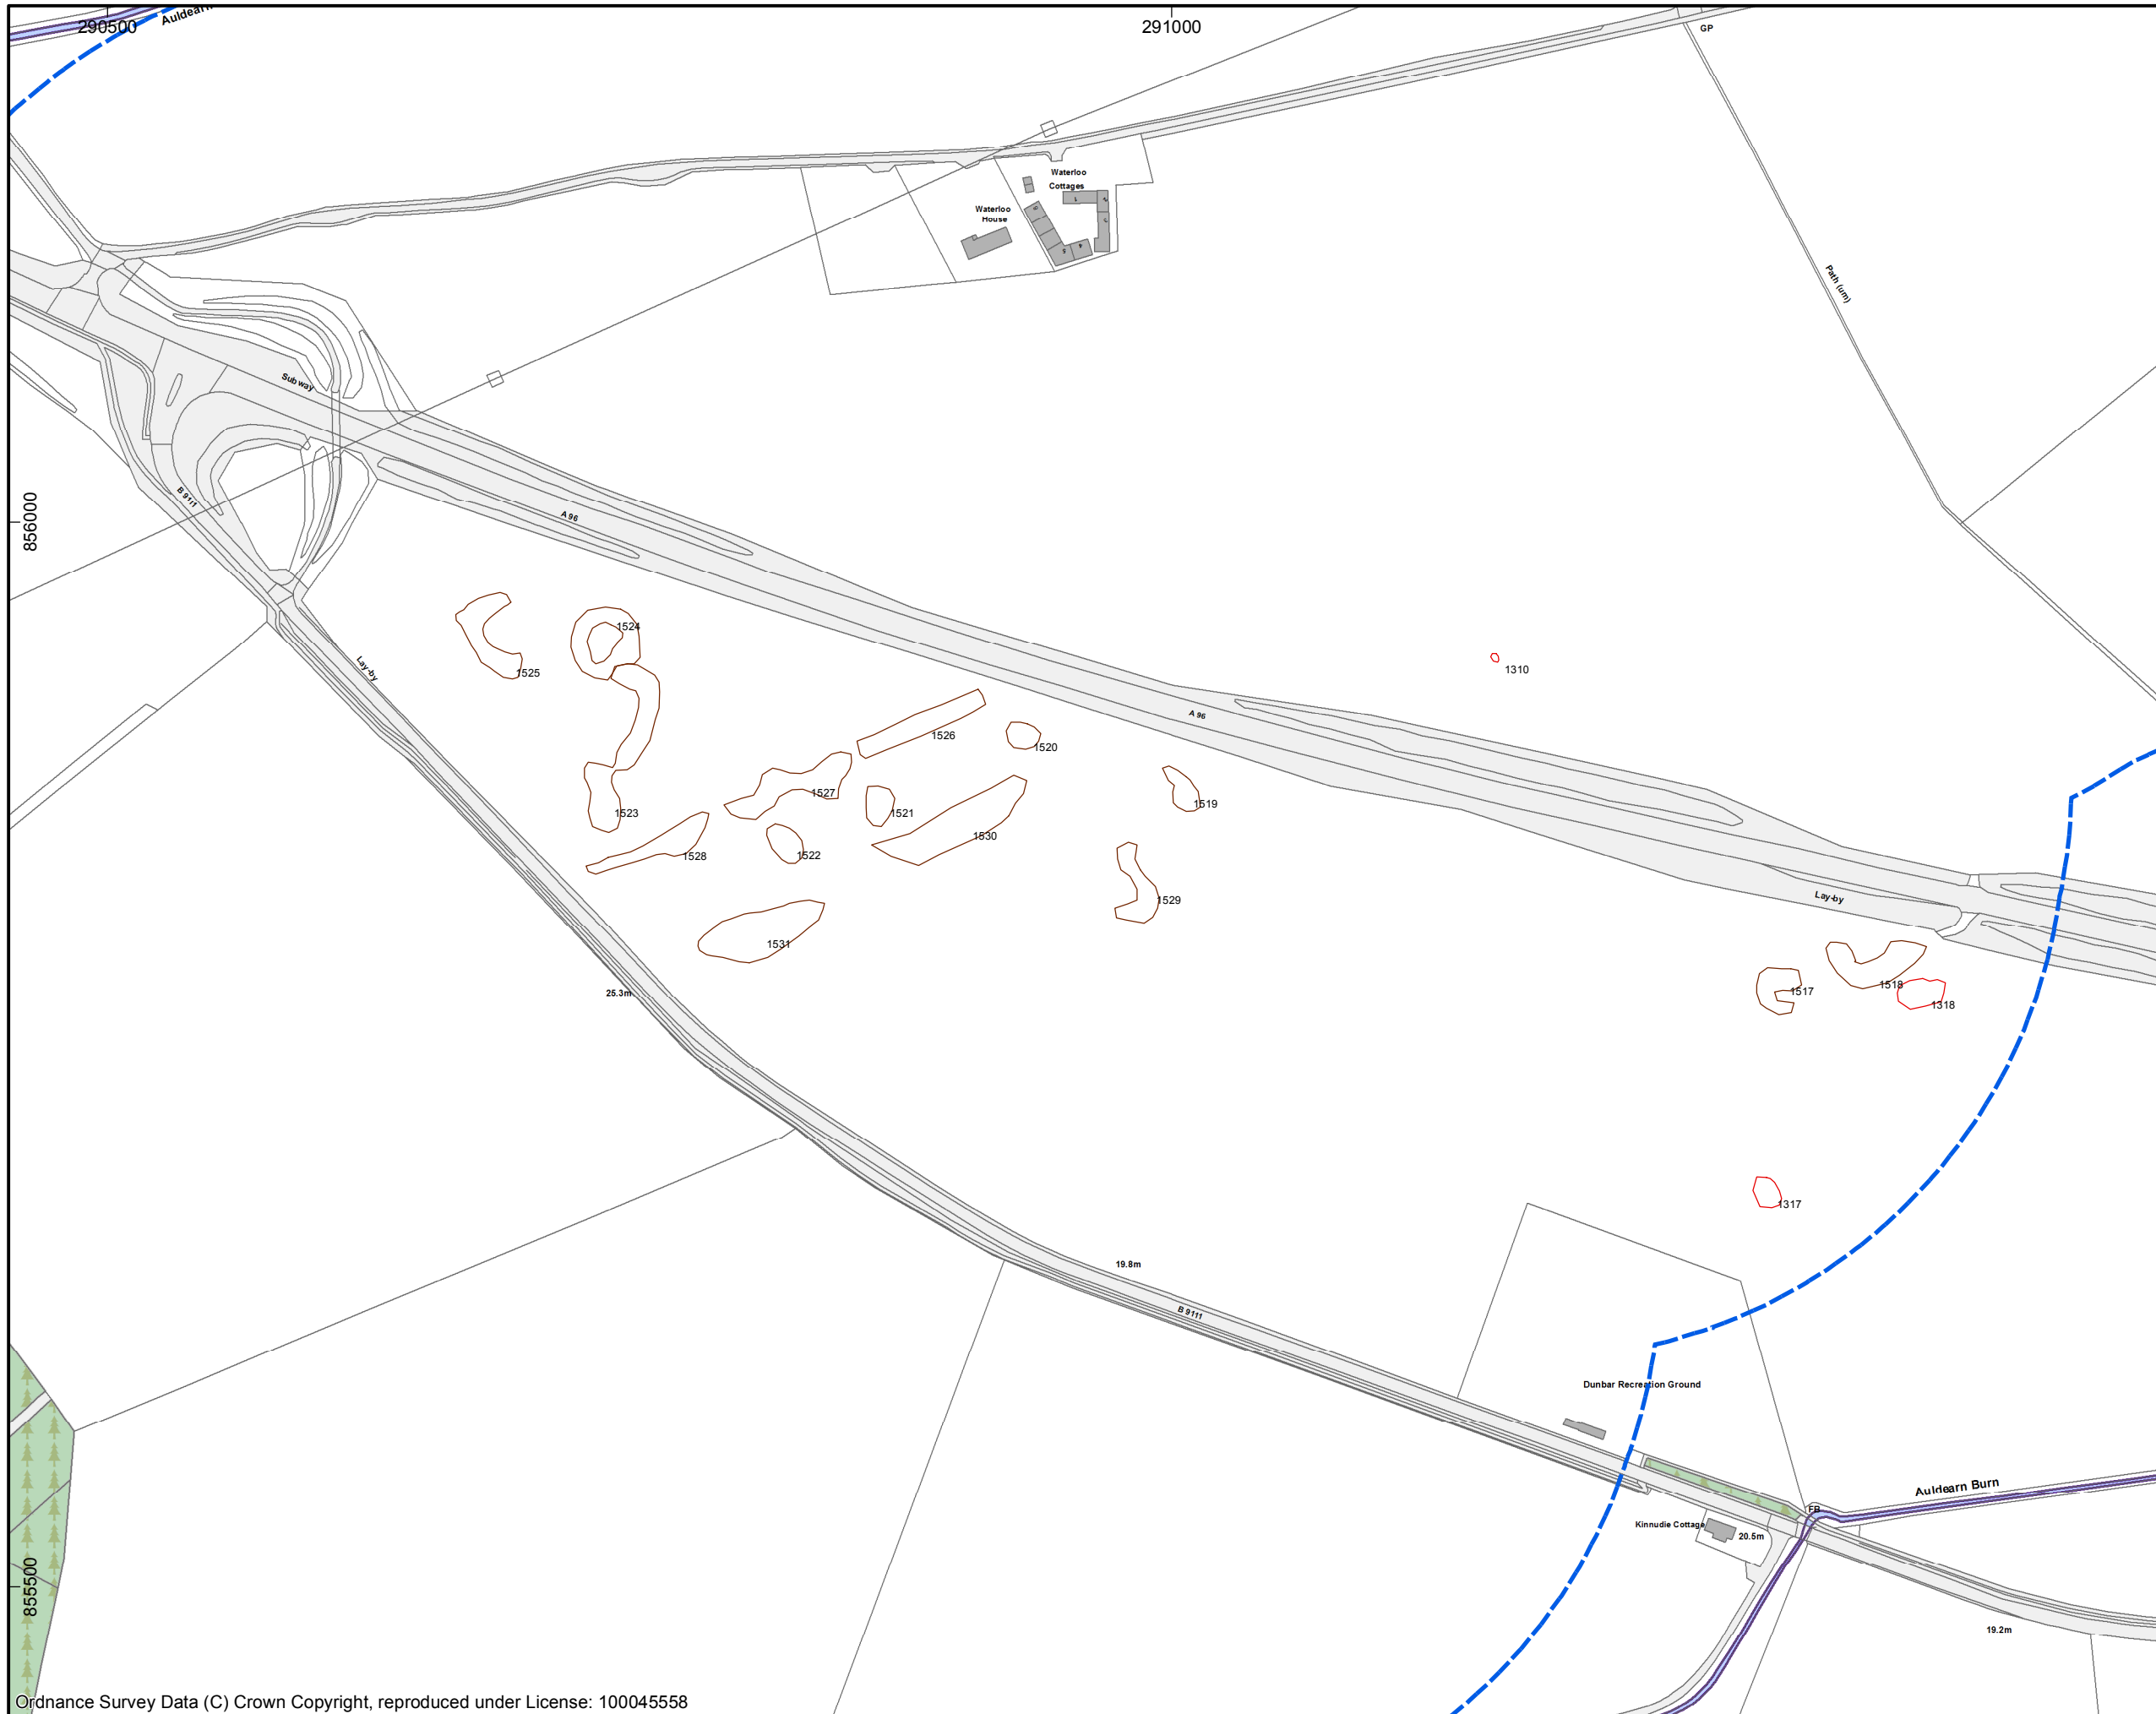 290500
Auldearn
291000
GP
Waterloo
Cottages
Waterloo
House
Path (um)
Subway
B 9111
856000
A 96
1524
1525
Lay-by
1310
A 96
1526
1520
1527
1521
1519
1523
1530
1528
1522
1529
Lay-by
1531
1517
1518
1318
25.3m
1317
19.8m
B 9111
Dunbar Recreation Ground
Auldearn Burn
FB
Kinnudie Cottage
20.5m
855500
19.2m
Ordnance Survey Data (C) Crown Copyright, reproduced under License: 100045558